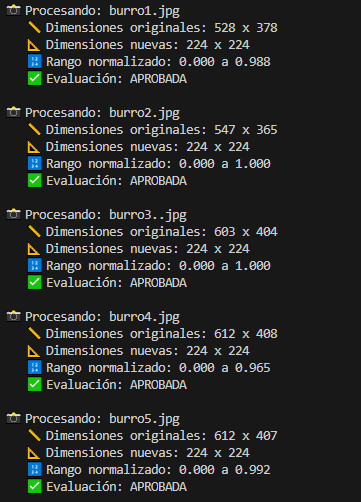 📷 Procesando: burro1.jpg
📏 Dimensiones originales: 528 x 378
📐 Dimensiones nuevas: 224 x 224
🔢 Rango normalizado: 0.000 a 0.988
✅ Evaluación: APROBADA
📷 Procesando: burro2.jpg
📏 Dimensiones originales: 547 x 365
📐 Dimensiones nuevas: 224 x 224
🔢 Rango normalizado: 0.000 a 1.000
✅ Evaluación: APROBADA
📷 Procesando: burro3..jpg
📏 Dimensiones originales: 603 x 404
📐 Dimensiones nuevas: 224 x 224
🔢 Rango normalizado: 0.000 a 1.000
✅ Evaluación: APROBADA
📷 Procesando: burro4.jpg
📏 Dimensiones originales: 612 x 408
📐 Dimensiones nuevas: 224 x 224
🔢 Rango normalizado: 0.000 a 0.965
✅ Evaluación: APROBADA
📷 Procesando: burro5.jpg
📏 Dimensiones originales: 612 x 407
📐 Dimensiones nuevas: 224 x 224
🔢 Rango normalizado: 0.000 a 0.992
✅ Evaluación: APROBADA